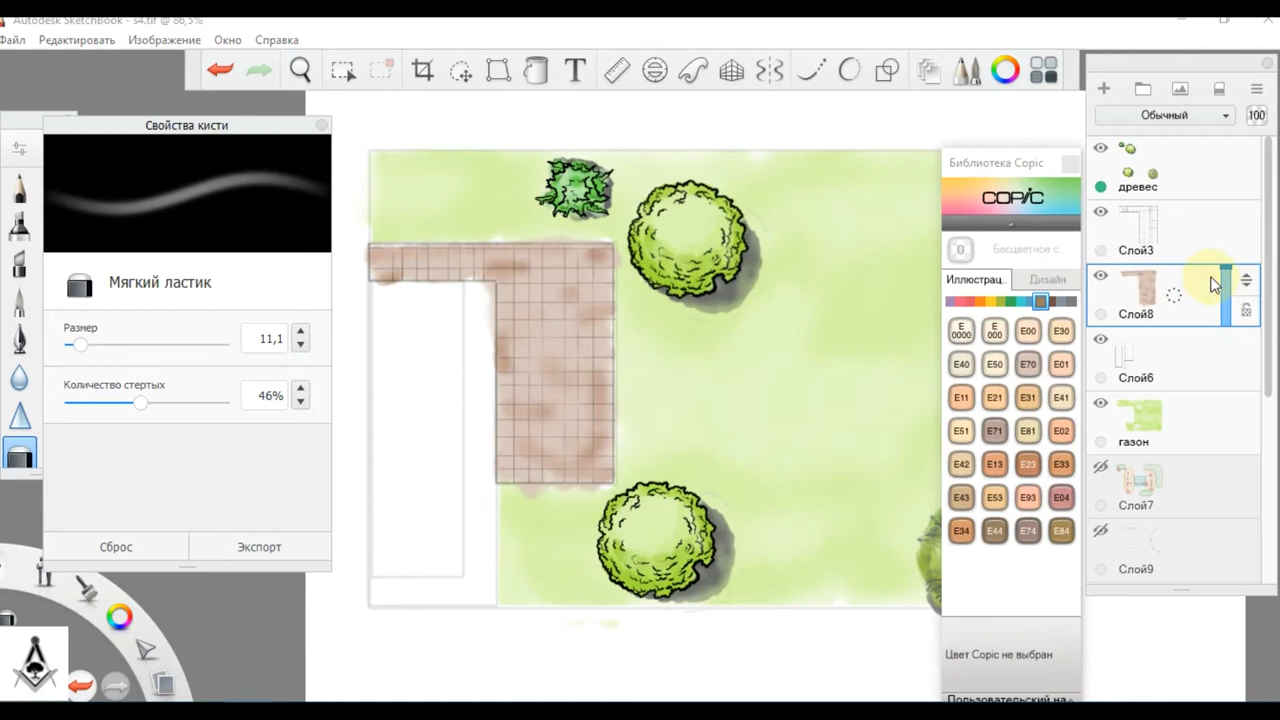 Autodesk SketchBook - s4.tif @ 86,5%
Файл Редактировать Изображение Окно Справка
Свойства кисти
Мягкий ластик
Размер
11,1
Количество стертых
46%
Сброс Экспорт
Библиотека Copic
COPIC
0 Бесцветное с...
Иллюстрац.. Дизайн
E0000 E000 E00 E30
E40 E50 E70 E01
E11 E21 E31 E41
E51 E71 E81 E02
E42 E13 E23 E33
E43 E53 E93 E04
E34 E44 E74 E84
Цвет Copic не выбран
Пользовательский на
Обычный 100
древес
Слой3
Слой8
Слой6
газон
Слой7
Слой9